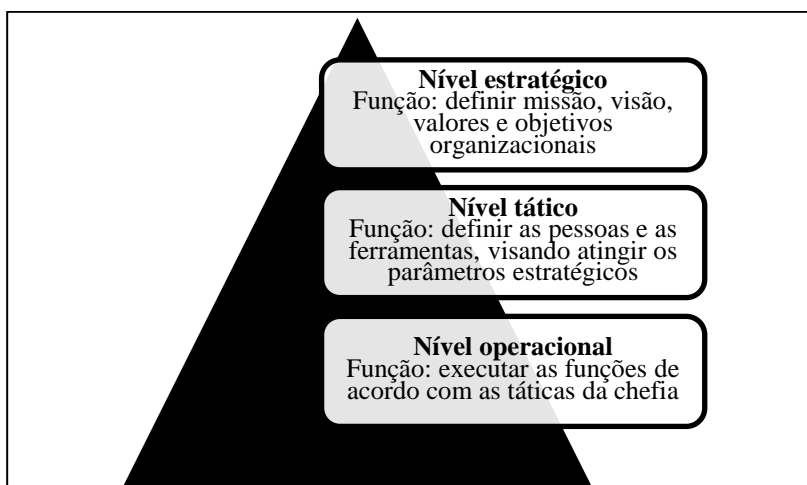 Nível estratégico
Função: definir missão, visão,
valores e objetivos
organizacionais
Nível tático
Função: definir as pessoas e as
ferramentas, visando atingir os
parâmetros estratégicos
Nível operacional
Função: executar as funções de
acordo com as táticas da chefia